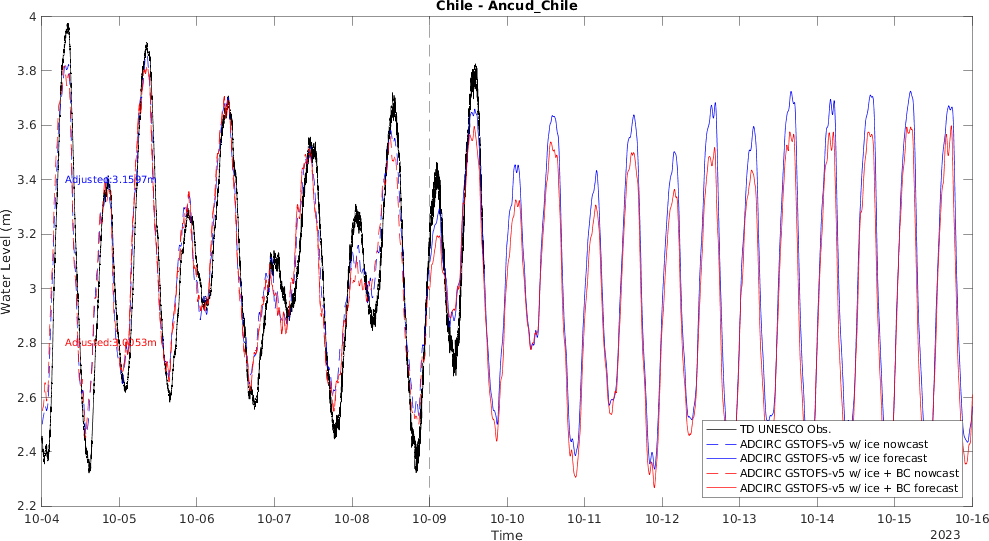 Chile - Ancud_Chile
Water Level (m)
4
3.8
3.6
3.4
3.2
3
2.8
2.6
2.4
2.2
Adjusted:3.1597m
Adjusted:3.0053m
TD UNESCO Obs.
ADCIRC GSTOFS-v5 w/ ice nowcast
ADCIRC GSTOFS-v5 w/ ice forecast
ADCIRC GSTOFS-v5 w/ ice + BC nowcast
ADCIRC GSTOFS-v5 w/ ice + BC forecast
10-04 10-05 10-06 10-07 10-08 10-09 10-10 10-11 10-12 10-13 10-14 10-15 10-16
Time
2023